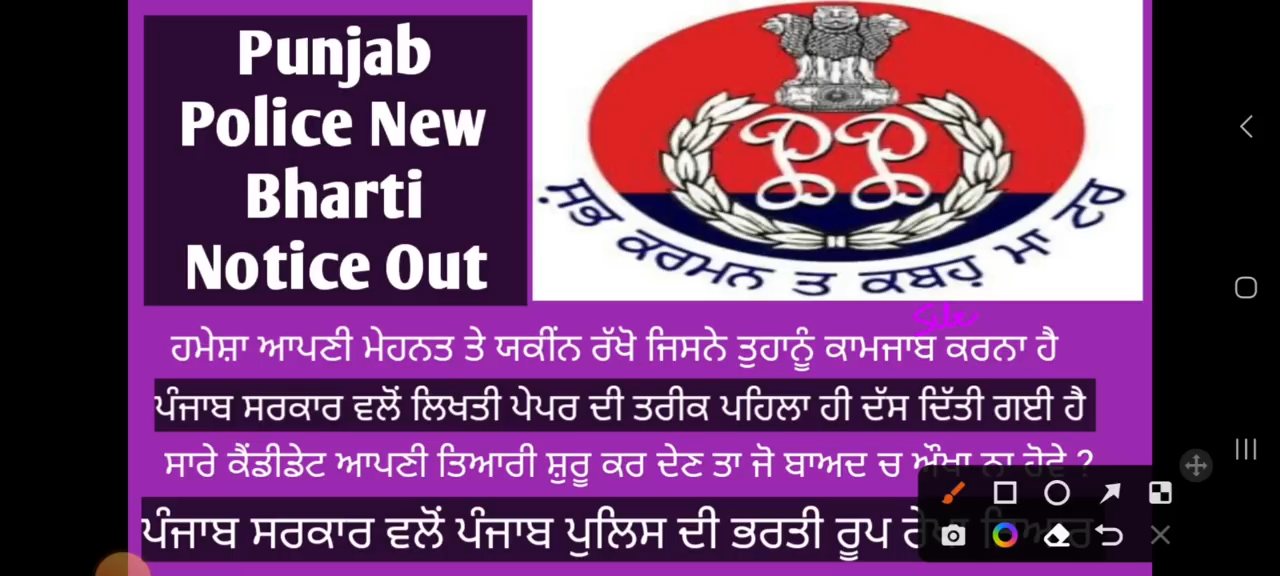 Punjab
Police New
Bharti
Notice Out
ਸ਼ੁਭ ਕਰਮਨ ਤੇ ਕਬਹੂ ਮਾ ਟਰ
ਹਮੇਸ਼ਾ ਆਪਣੀ ਮੇਹਨਤ ਤੇ ਯਕੀਂਨ ਰੱਖੋ ਜਿਸਨੇ ਤੁਹਾਨੂੰ ਕਾਮਜਾਬ ਕਰਨਾ ਹੈ
ਪੰਜਾਬ ਸਰਕਾਰ ਵਲੋਂ ਲਿਖਤੀ ਪੇਪਰ ਦੀ ਤਰੀਕ ਪਹਿਲਾ ਹੀ ਦੱਸ ਦਿੱਤੀ ਗਈ ਹੈ
ਸਾਰੇ ਕੈਂਡੀਡੇਟ ਆਪਣੀ ਤਿਆਰੀ ਸ਼ੁਰੂ ਕਰ ਦੇਣ ਤਾ ਜੋ ਬਾਅਦ ਚ ਔਖਾ ਨਾ ਹੋਵੇ ?
ਪੰਜਾਬ ਸਰਕਾਰ ਵਲੋਂ ਪੰਜਾਬ ਪੁਲਿਸ ਦੀ ਭਰਤੀ ਰੂਪ